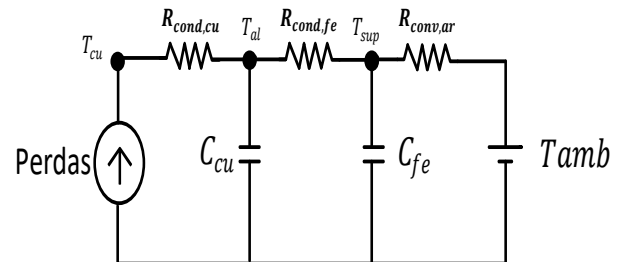 R_cond,cu R_cond,fe R_conv,ar
T_cu T_al T_sup
Perdas C_cu C_fe Tamb